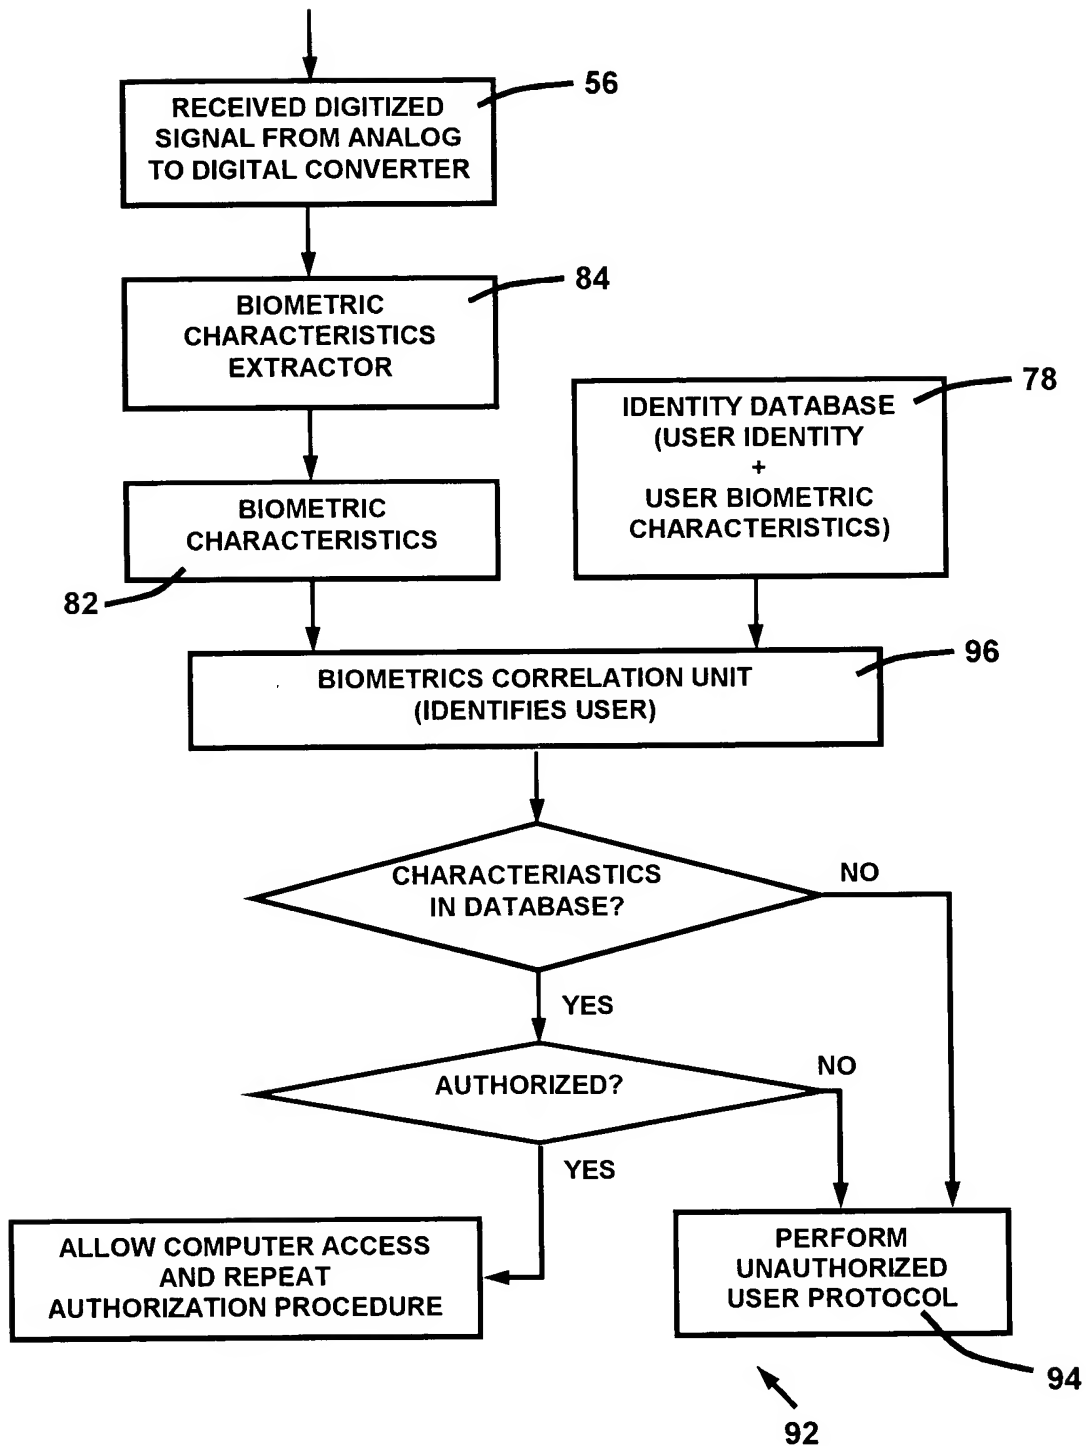 RECEIVED DIGITIZED
SIGNAL FROM ANALOG
TO DIGITAL CONVERTER
56
BIOMETRIC
CHARACTERISTICS
EXTRACTOR
84
IDENTITY DATABASE
(USER IDENTITY
+
USER BIOMETRIC
CHARACTERISTICS)
78
BIOMETRIC
CHARACTERISTICS
82
BIOMETRICS CORRELATION UNIT
(IDENTIFIES USER)
96
CHARACTERIASTICS
IN DATABASE?
NO
YES
AUTHORIZED?
NO
YES
ALLOW COMPUTER ACCESS
AND REPEAT
AUTHORIZATION PROCEDURE
PERFORM
UNAUTHORIZED
USER PROTOCOL
94
92